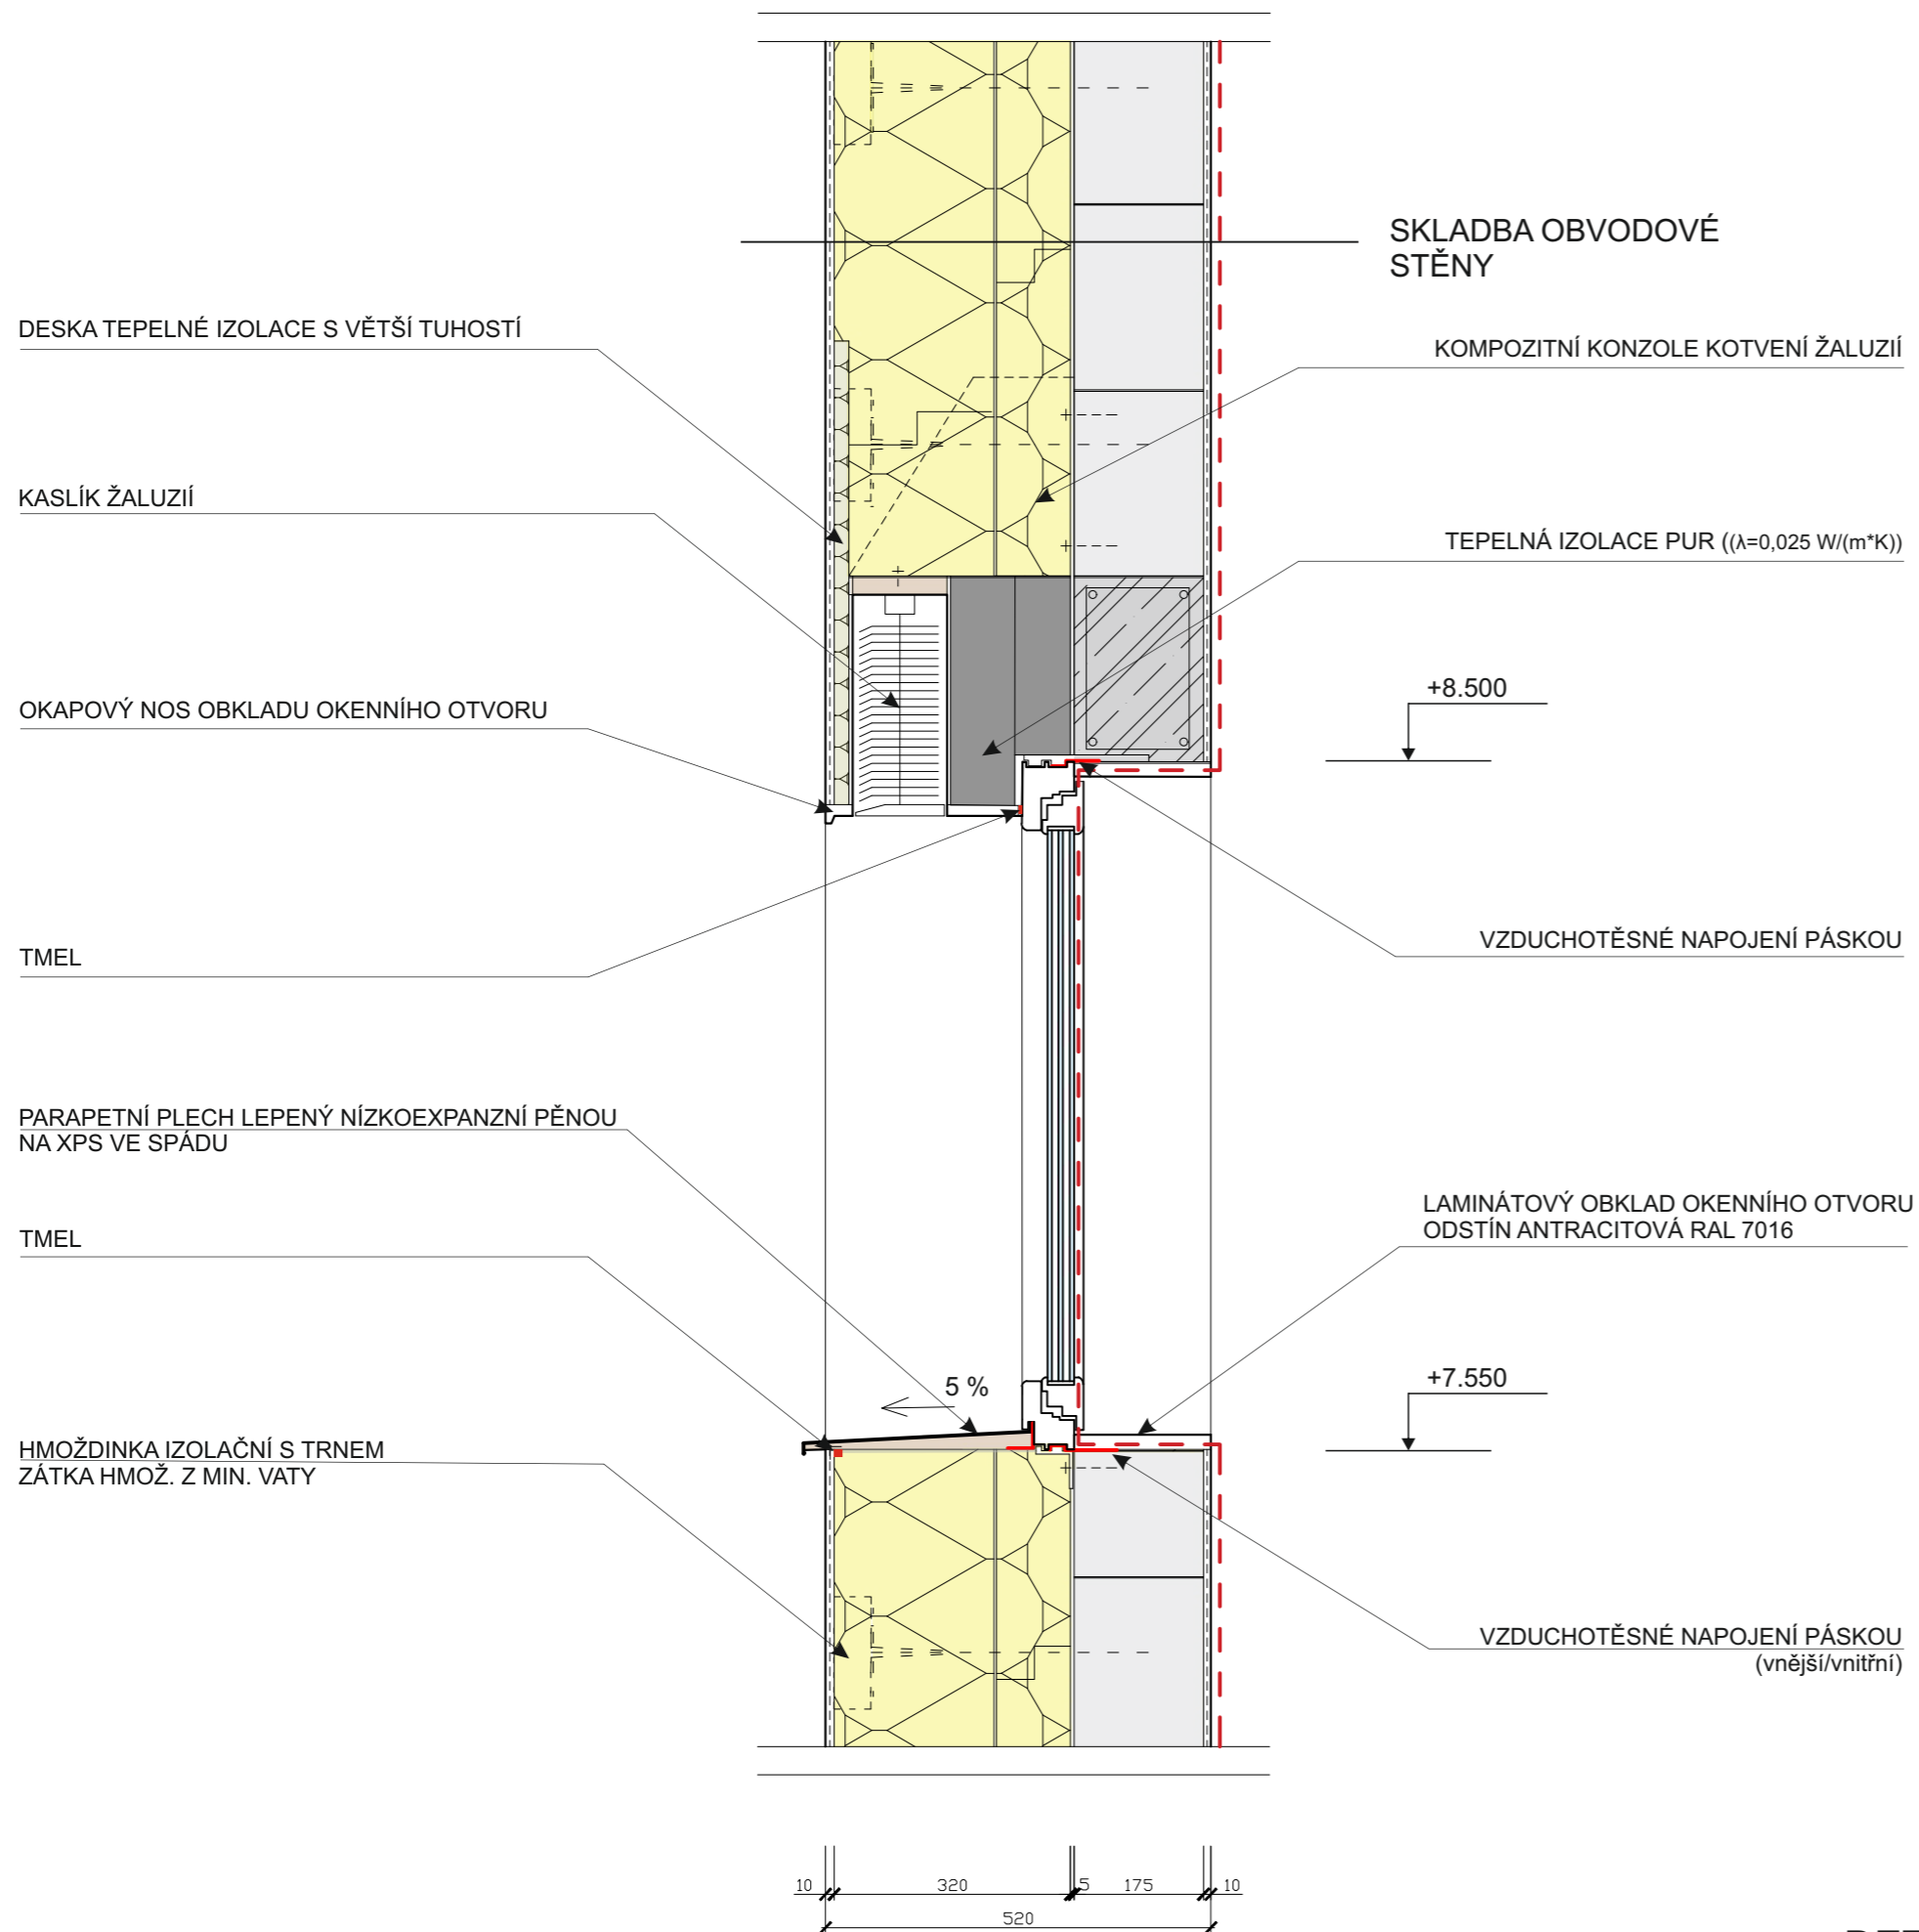 SKLADBA OBVODOVÉ
STĚNY
DESKA TEPELNÉ IZOLACE S VĚTŠÍ TUHOSTÍ
KOMPOZITNÍ KONZOLE KOTVENÍ ŽALUZIÍ
KASLÍK ŽALUZIÍ
TEPELNÁ IZOLACE PUR ((λ=0,025 W/(m*K))
+8.500
OKAPOVÝ NOS OBKLADU OKENNÍHO OTVORU
VZDUCHOTĚSNÉ NAPOJENÍ PÁSKOU
TMEL
PARAPETNÍ PLECH LEPENÝ NÍZKOEXPANZNÍ PĚNOU
NA XPS VE SPÁDU
LAMINÁTOVÝ OBKLAD OKENNÍHO OTVORU
ODSTÍN ANTRACITOVÁ RAL 7016
TMEL
+7.550
5 %
HMOŽDINKA IZOLAČNÍ S TRNEM
ZÁTKA HMOŽ. Z MIN. VATY
VZDUCHOTĚSNÉ NAPOJENÍ PÁSKOU
(vnější/vnitřní)
10 320 5 175 10
520